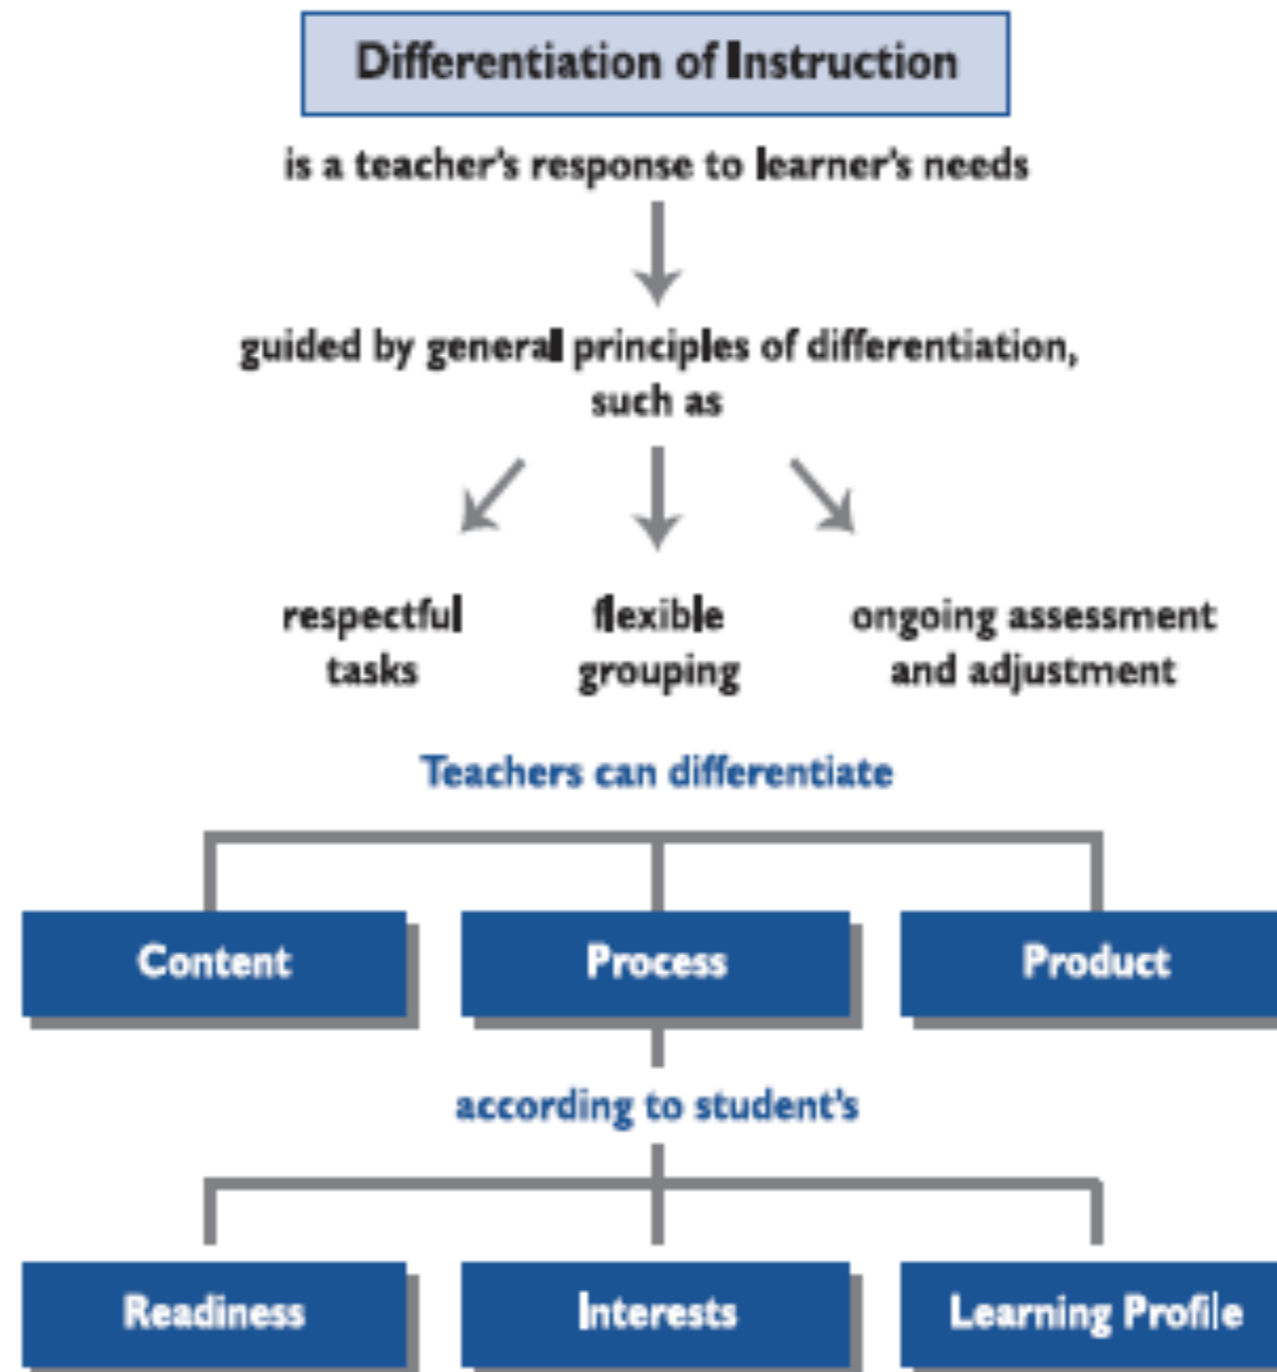 Differentiation of Instruction
is a teacher's response to learner's needs
guided by general principles of differentiation,
such as
respectful
tasks
flexible
grouping
ongoing assessment
and adjustment
Teachers can differentiate
Content
Process
Product
according to student's
Readiness
Interests
Learning Profile